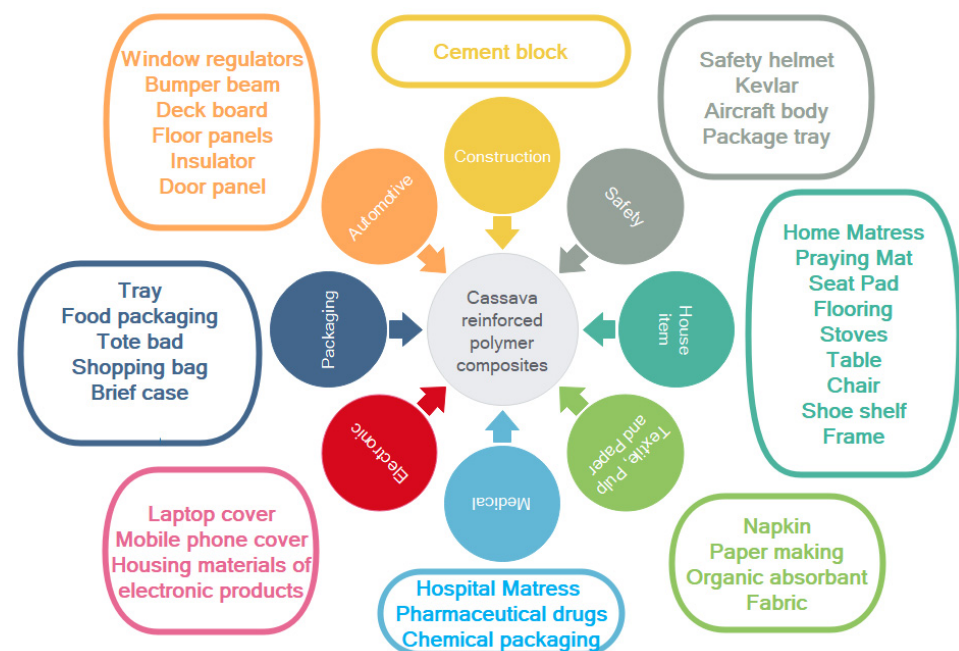 Cement block
Construction
Window regulators
Bumper beam
Deck board
Floor panels
Insulator
Door panel
Automotive
Safety helmet
Kevlar
Aircraft body
Package tray
Safety
Tray
Food packaging
Tote bad
Shopping bag
Brief case
Packaging
Cassava
reinforced
polymer
composites
House
item
Home Matress
Praying Mat
Seat Pad
Flooring
Stoves
Table
Chair
Shoe shelf
Frame
Electronic
Laptop cover
Mobile phone cover
Housing materials of
electronic products
Medical
Hospital Matress
Pharmaceutical drugs
Chemical packaging
Textile, Pulp
and Paper
Napkin
Paper making
Organic absorbant
Fabric